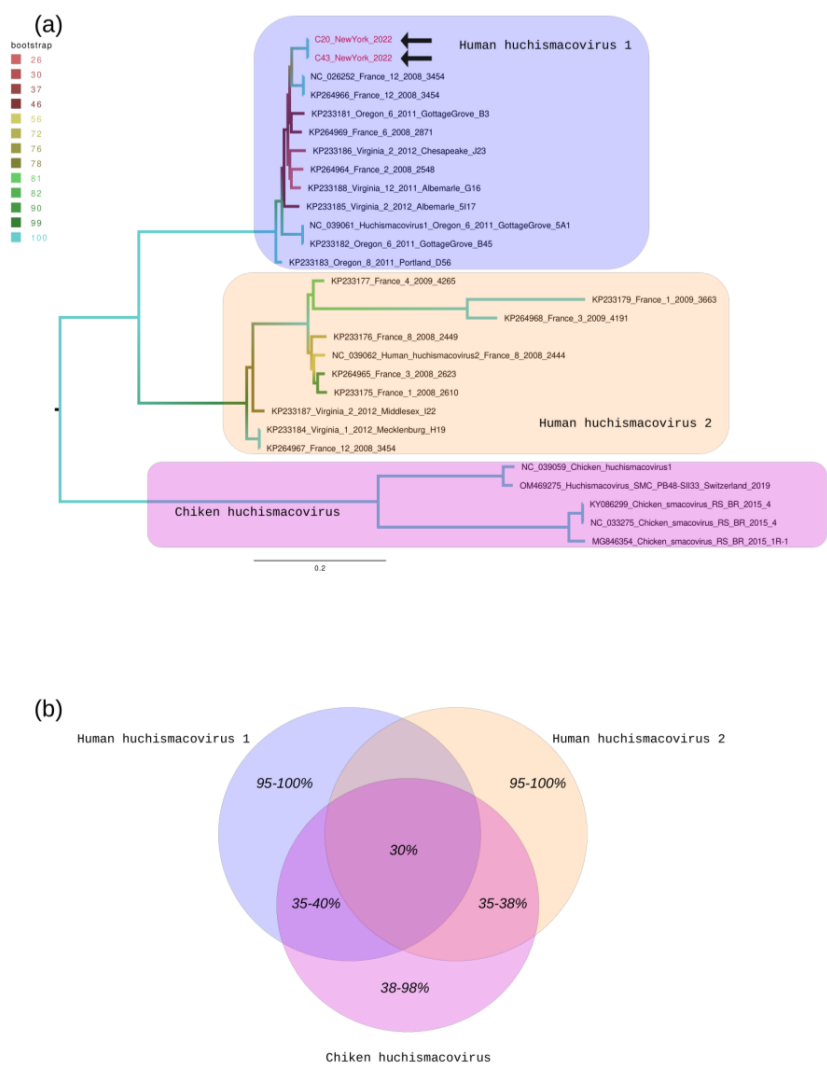 (a)
bootstrap
26
30
37
46
56
72
76
78
81
82
90
99
100
Human huchismacovirus 1
C20_NewYork_2022
C43_NewYork_2022
NC_026252_France_12_2008_3454
KP264966_France_12_2008_3454
KP233181_Oregon_6_2011_GottageGrove_B3
KP264969_France_6_2008_2871
KP233186_Virginia_2_2012_Chesapeake_J23
KP264964_France_2_2008_2548
KP233188_Virginia_12_2011_Albemarle_G16
KP233185_Virginia_2_2012_Albemarle_5I17
NC_039061_Huchismacovirus1_Oregon_6_2011_GottageGrove_5A1
KP233182_Oregon_6_2011_GottageGrove_B45
KP233183_Oregon_8_2011_Portland_D56
KP233177_France_4_2009_4265
KP233179_France_1_2009_3663
KP264968_France_3_2009_4191
KP233176_France_8_2008_2449
NC_039062_Human_huchismacovirus2_France_8_2008_2444
KP264965_France_3_2008_2623
KP233175_France_1_2008_2610
KP233187_Virginia_2_2012_Middlesex_I22
KP233184_Virginia_1_2012_Mecklenburg_H19
KP264967_France_12_2008_3454
Human huchismacovirus 2
NC_039059_Chicken_huchismacovirus1
OM469275_Huchismacovirus_SMC_PB48-SII33_Switzerland_2019
KY086299_Chicken_smacovirus_RS_BR_2015_4
NC_033275_Chicken_smacovirus_RS_BR_2015_4
MG846354_Chicken_smacovirus_RS_BR_2015_1R-1
Chiken huchismacovirus
0.2
(b)
Human huchismacovirus 1
Human huchismacovirus 2
95-100%
95-100%
30%
35-40%
35-38%
38-98%
Chiken huchismacovirus